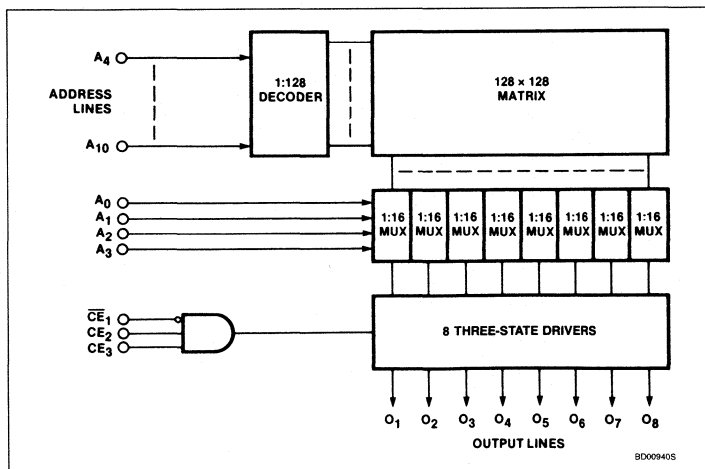 A4
ADDRESS
LINES
A10
1:128
DECODER
128 × 128
MATRIX
A0
A1
A2
A3
1:16
MUX
1:16
MUX
1:16
MUX
1:16
MUX
1:16
MUX
1:16
MUX
1:16
MUX
1:16
MUX
C̅E̅1
CE2
CE3
8 THREE-STATE DRIVERS
O1 O2 O3 O4 O5 O6 O7 O8
OUTPUT LINES
BD00940S